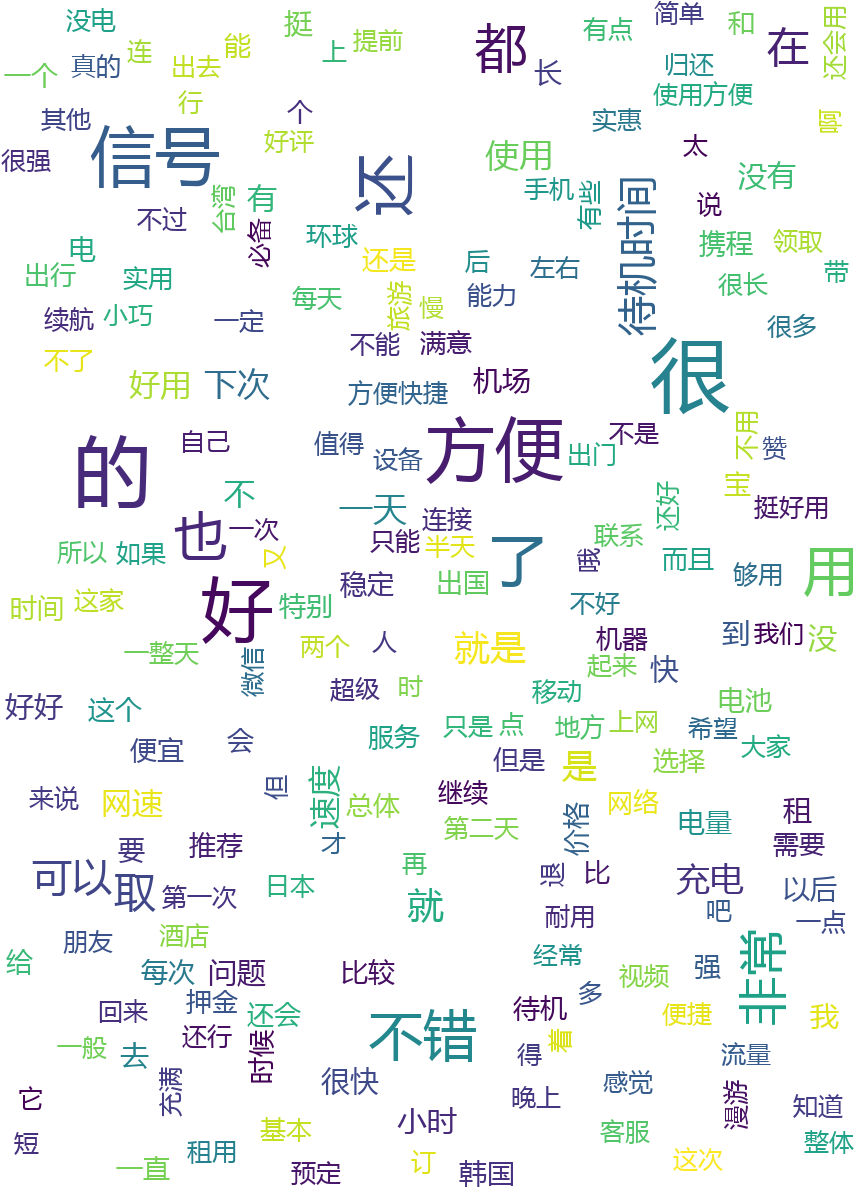 没电
真的
一个
连
出去
能
挺
上
提前
都
长
有点
简单
和
在
还会用
归还
使用方便
行
个
其他
很强
信号
好评
实惠
啊
太
使用
没有
还
手机
有些
说
台湾
有
不过
必备
环球
待机时间
携程
领取
电
出行
实用
还是
后
左右
很长
带
续航
小巧
每天
旅游
慢
能力
一定
很多
不了
不能
满意
很
好用
下次
机场
方便快捷
的
自己
值得
方便
设备
出门
不是
不用
赞
宝
不
一天
还好
挺好用
也
一次
连接
只能
半天
联系
所以
如果
又
了
跟
而且
够用
用
稳定
出国
时间
这家
好
特别
不好
机器
到
我们
没
一整天
两个
人
就是
微信
起来
快
超级
时
移动
电池
好好
这个
服务
只是
点
地方
上网
希望
大家
便宜
会
但是
是
选择
但
速度
来说
网速
总体
继续
网络
租
第二天
价格
电量
要
推荐
才
需要
可以
取
第一次
日本
再
退
比
充电
以后
就
耐用
吧
一点
给
朋友
酒店
经常
非常
每次
问题
比较
视频
强
押金
多
待机
回来
还会
不错
便捷
我
还行
看
一般
去
时候
得
流量
充满
很快
感觉
它
晚上
漫游
知道
小时
短
租用
基本
客服
整体
一直
预定
订
韩国
这次